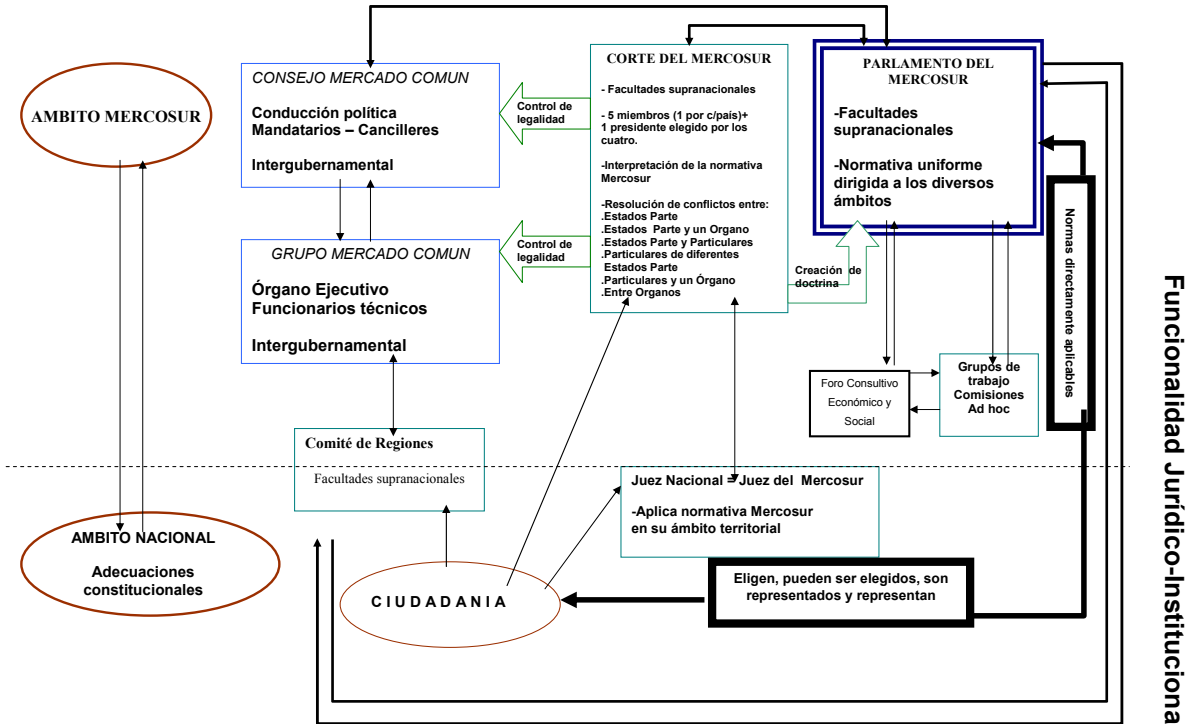 AMBITO MERCOSUR
CONSEJO MERCADO COMUN
Conducción política
Mandatarios – Cancilleres
Intergubernamental
GRUPO MERCADO COMUN
Órgano Ejecutivo
Funcionarios técnicos
Intergubernamental
Control de
legalidad
Control de
legalidad
CORTE DEL MERCOSUR
- Facultades supranacionales
- 5 miembros (1 por c/país)+
1 presidente elegido por los
cuatro.
-Interpretación de la normativa
Mercosur
-Resolución de conflictos entre:
.Estados Parte
.Estados Parte y un Organo
.Estados Parte y Particulares
.Particulares de diferentes
Estados Parte
.Particulares y un Órgano
.Entre Organos
Creación de
doctrina
PARLAMENTO DEL
MERCOSUR
-Facultades
supranacionales
-Normativa uniforme
dirigida a los diversos
ámbitos
Normas directamente aplicables
Foro Consultivo
Económico y
Social
Grupos de
trabajo
Comisiones
Ad hoc
Comité de Regiones
Facultades supranacionales
Juez Nacional = Juez del Mercosur
-Aplica normativa Mercosur
en su ámbito territorial
AMBITO NACIONAL
Adecuaciones
constitucionales
CIUDADANIA
Eligen, pueden ser elegidos, son
representados y representan
Funcionalidad Jurídico-Instituciona